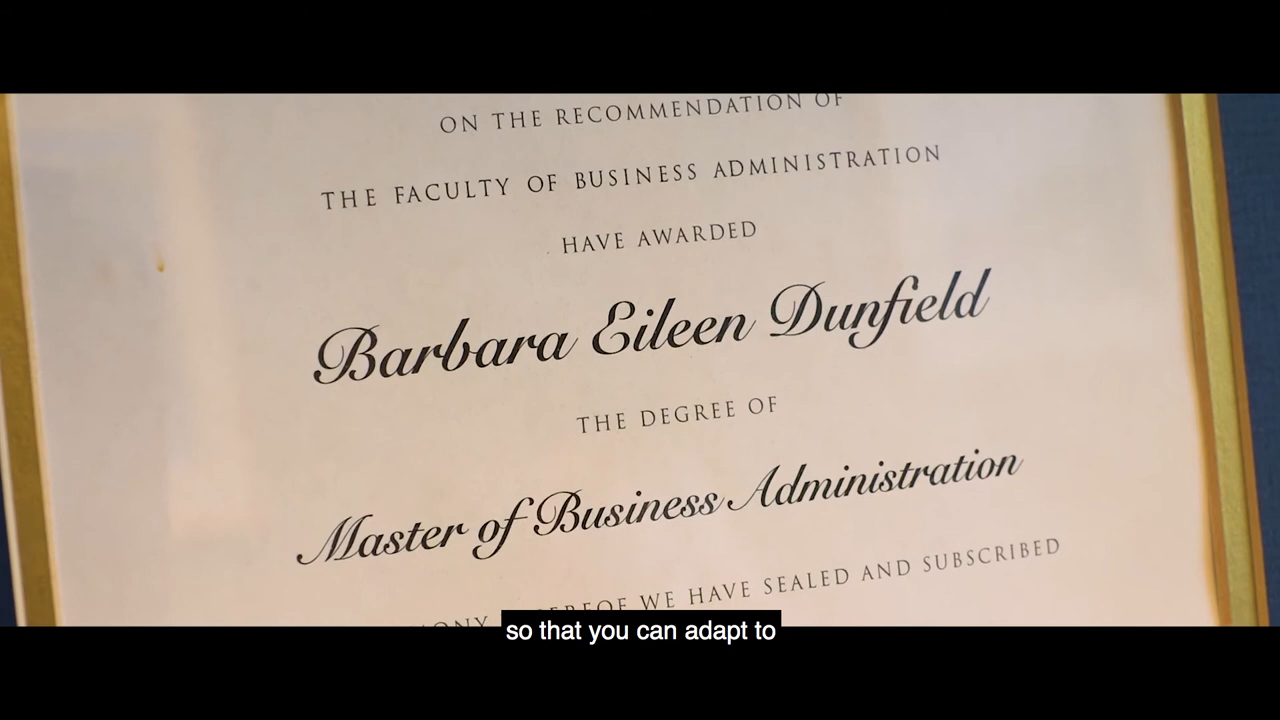 ON THE RECOMMENDATION OF
THE FACULTY OF BUSINESS ADMINISTRATION
HAVE AWARDED
Barbara Eileen Dunfield
THE DEGREE OF
Master of Business Administration
WE HAVE SEALED AND SUBSCRIBED
so that you can adapt to